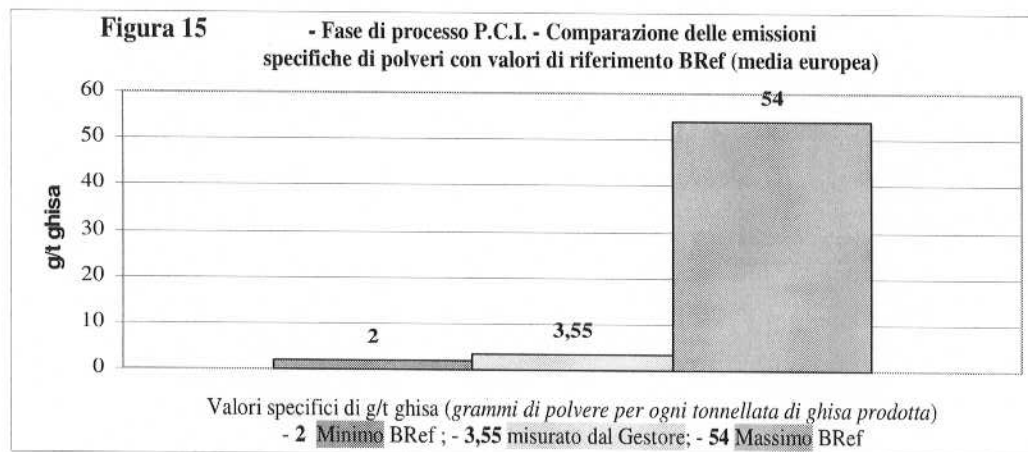 Figura 15
- Fase di processo P.C.I. - Comparazione delle emissioni
specifiche di polveri con valori di riferimento BRef (media europea)
60
50
40
30
20
10
0
g/t ghisa
2
3,55
54
Valori specifici di g/t ghisa (grammi di polvere per ogni tonnellata di ghisa prodotta)
- 2 Minimo BRef ; - 3,55 misurato dal Gestore; - 54 Massimo BRef